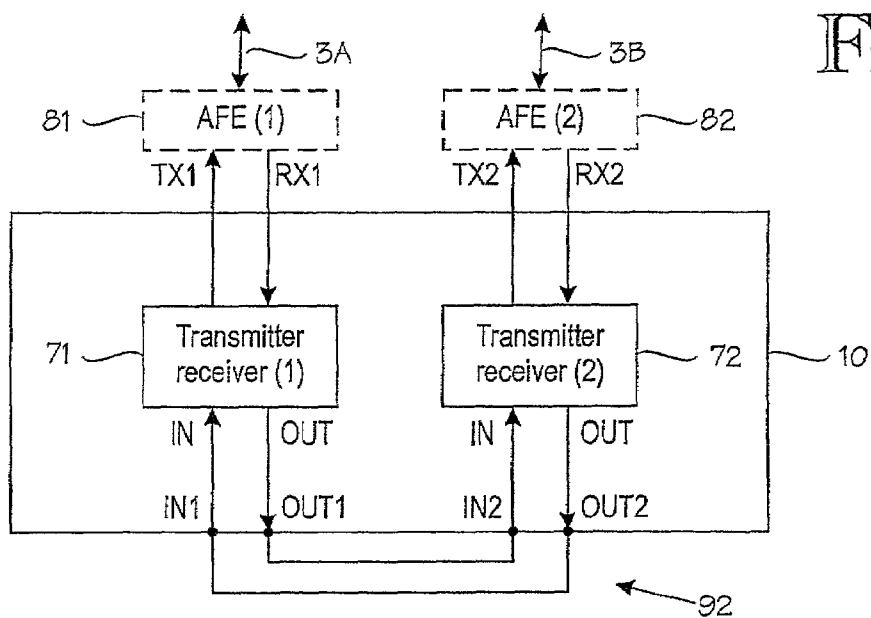 3A 3B
81 AFE (1) AFE (2) 82
TX1 RX1 TX2 RX2
71 Transmitter receiver (1) Transmitter receiver (2) 72 10
IN OUT IN OUT
IN1 OUT1 IN2 OUT2
92